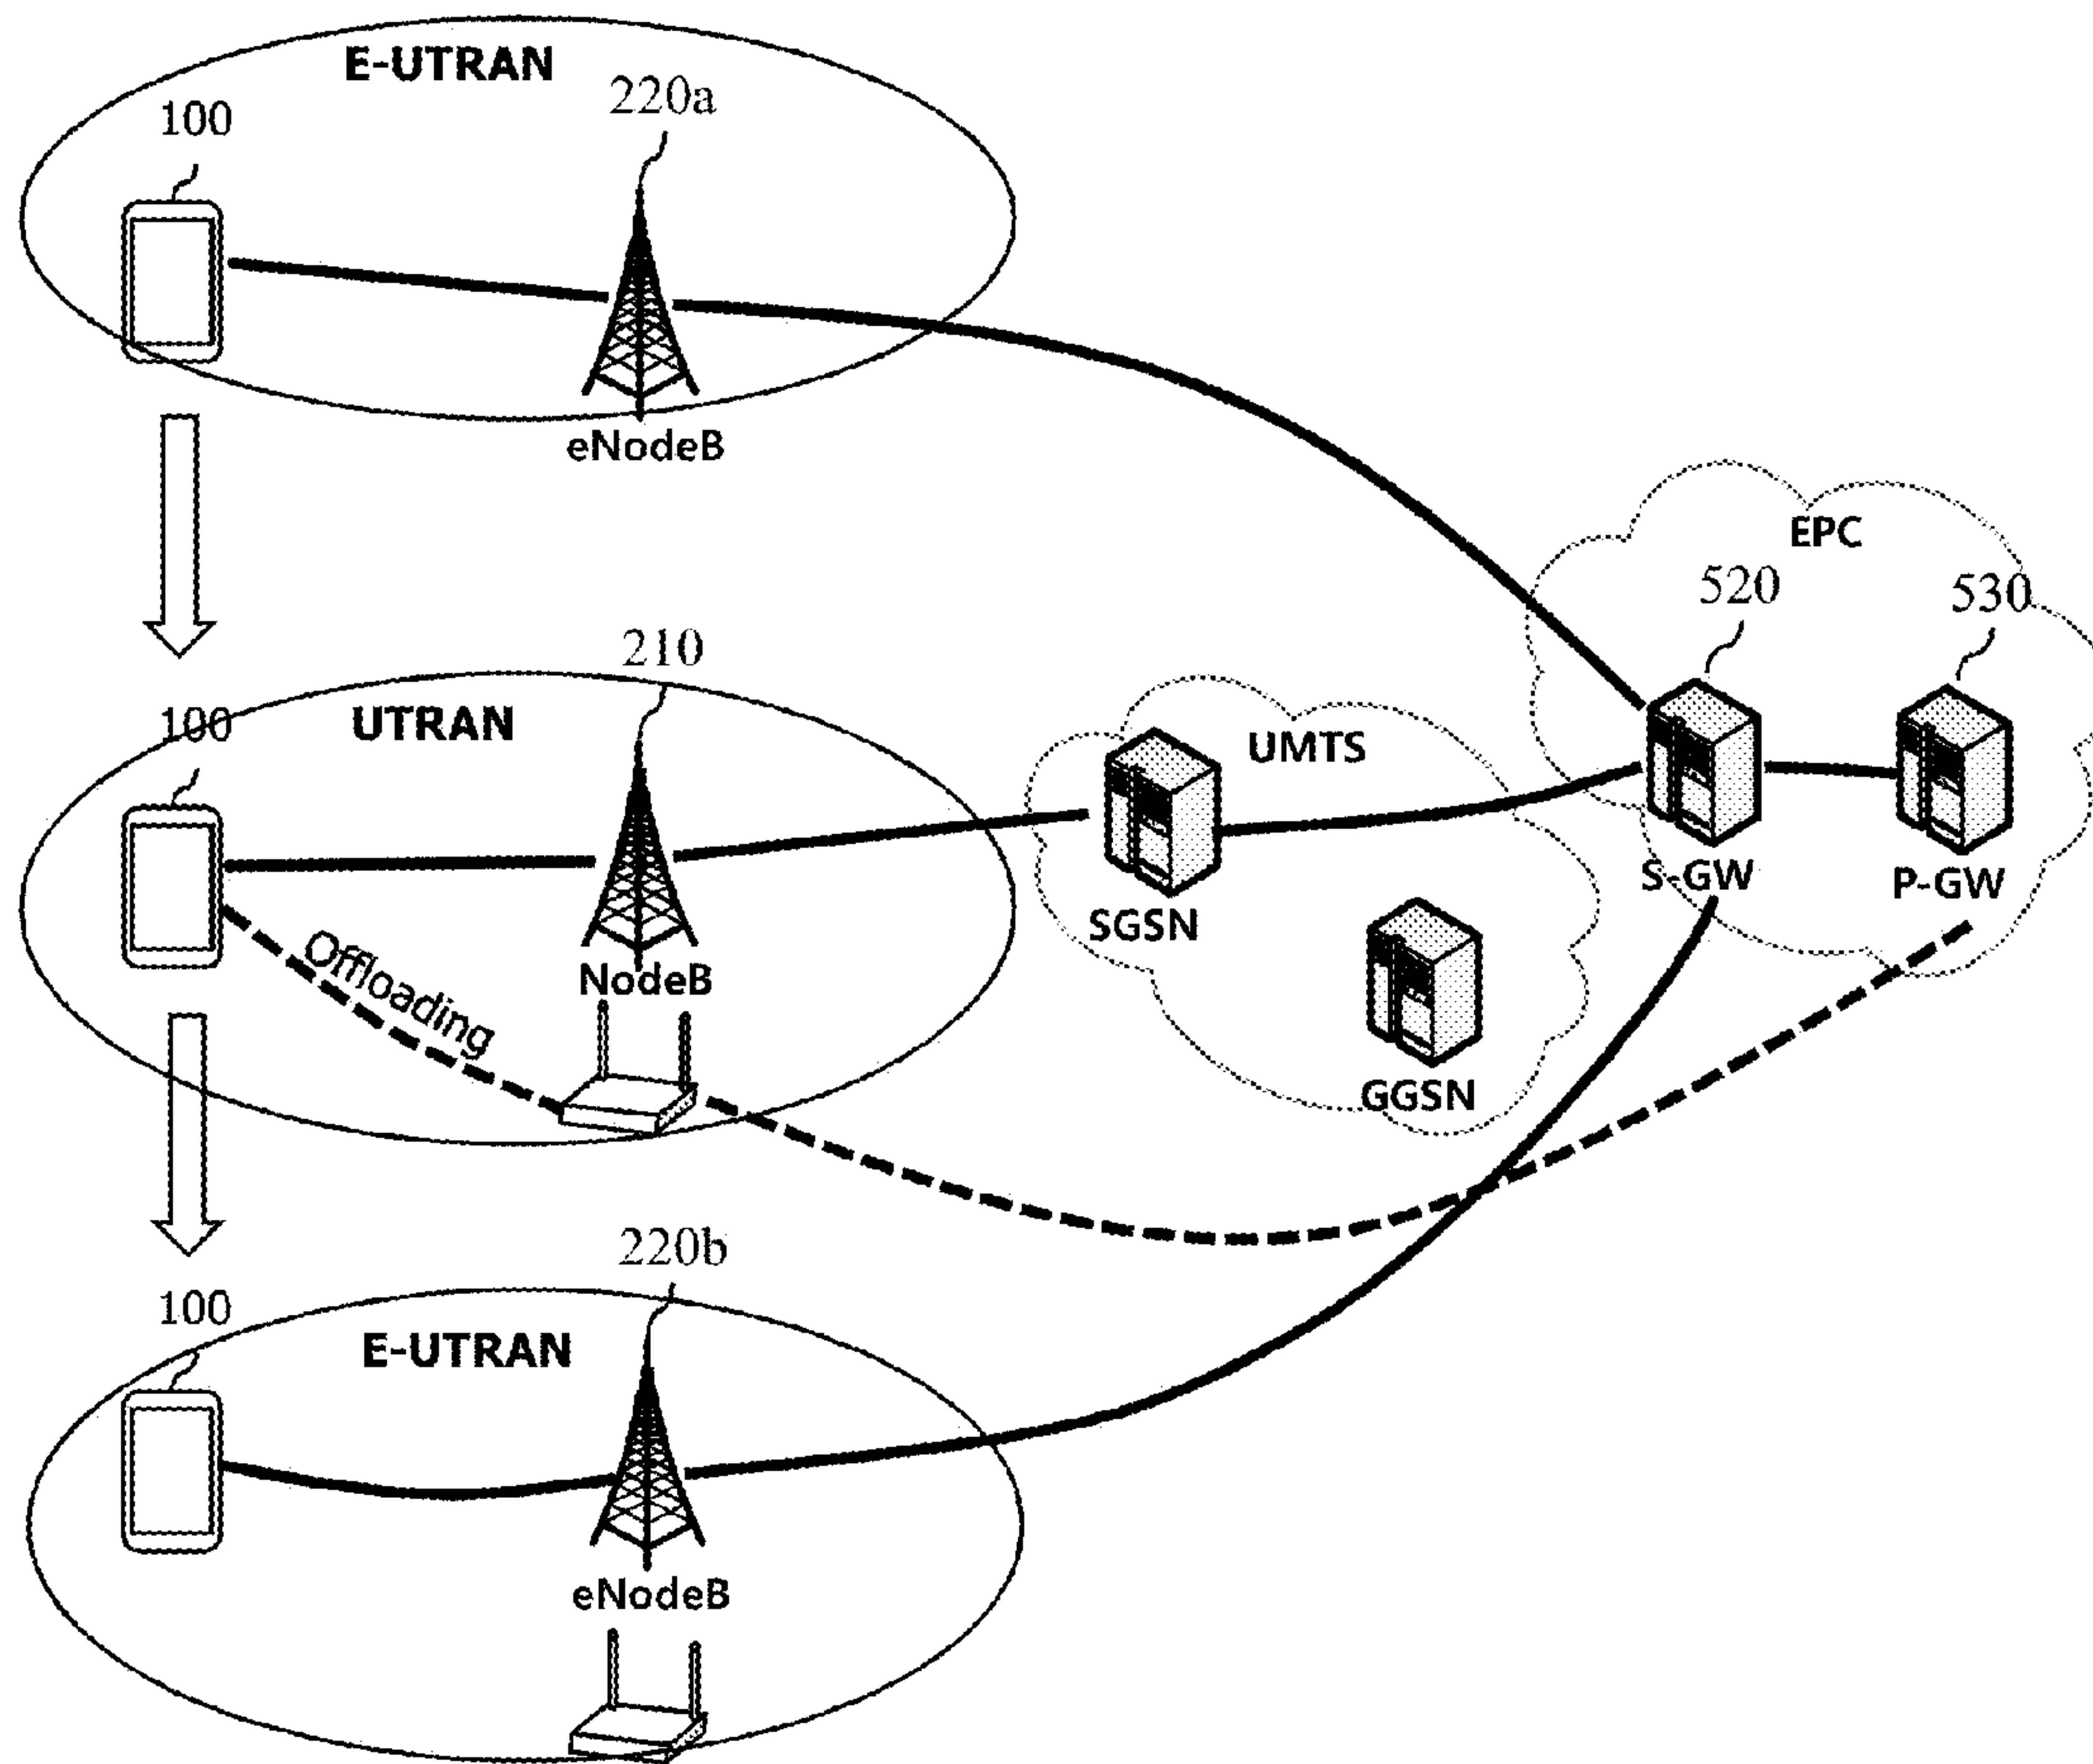 E-UTRAN
220a
100
eNodeB
EPC
520
530
210
100
UTRAN
UMTS
S-GW
P-GW
SGSN
Offloading
NodeB
GGSN
220b
100
E-UTRAN
eNodeB